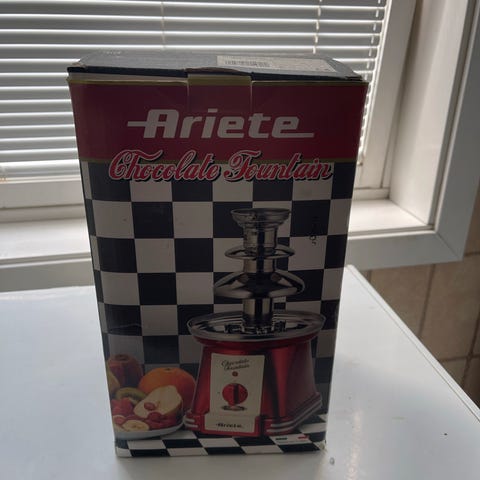 Ariete
Chocolate Fountain
Chocolate
Fountain
Ariete